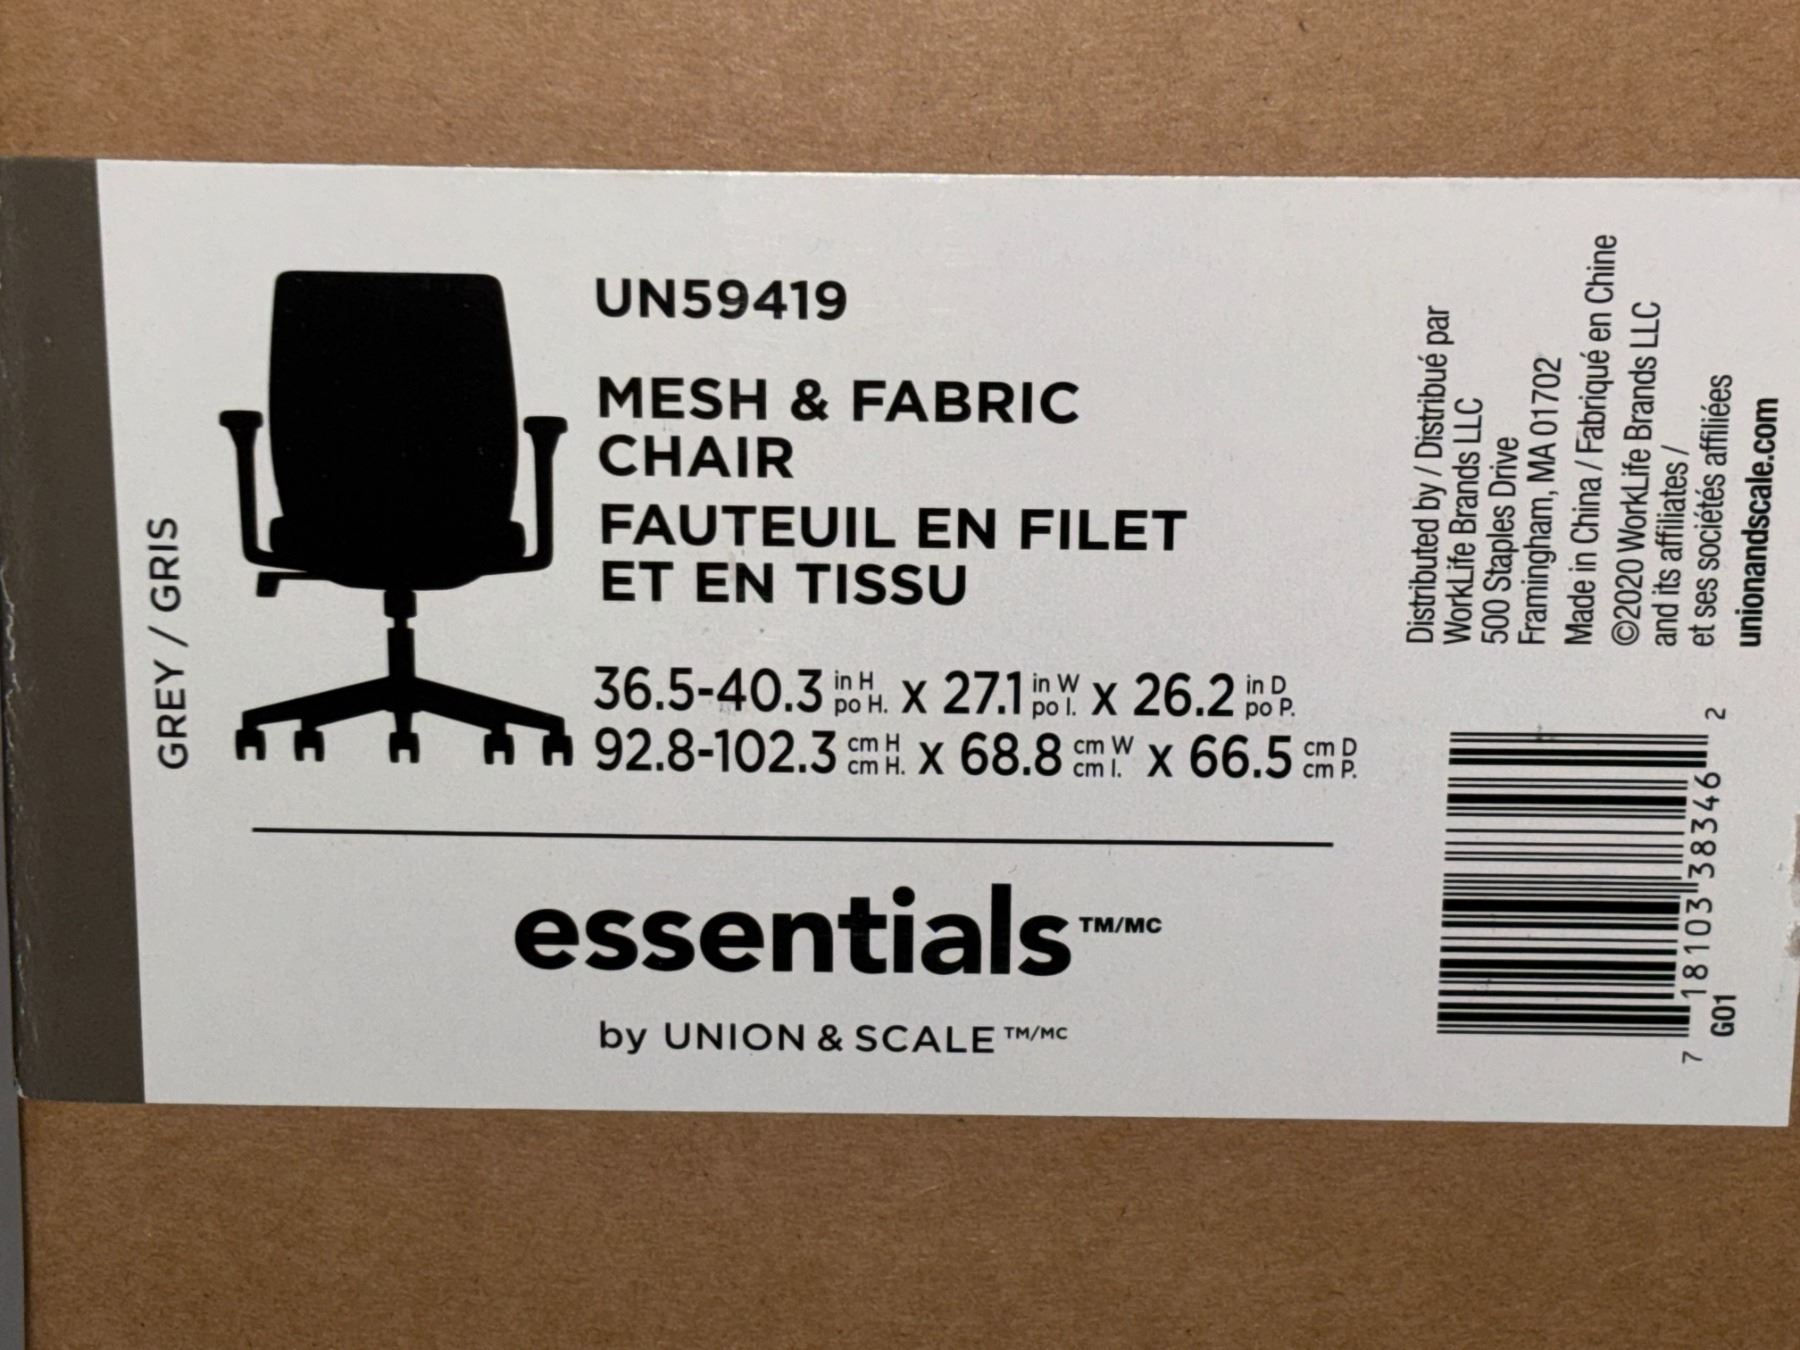 GREY / GRIS
UN59419
MESH & FABRIC
CHAIR
FAUTEUIL EN FILET
ET EN TISSU
36.5-40.3 in H po H. x 27.1 in W po l. x 26.2 in D po P.
92.8-102.3 cm H cm H. x 68.8 cm W cm l. x 66.5 cm D cm P.
essentials TM/MC
by UNION & SCALE TM/MC
Distributed by / Distribué par
WorkLife Brands LLC
500 Staples Drive
Framingham, MA 01702
Made in China / Fabriqué en Chine
©2020 WorkLife Brands LLC
and its affiliates /
et ses sociétés affiliées
unionandscale.com
7 18103 38346 2
G01